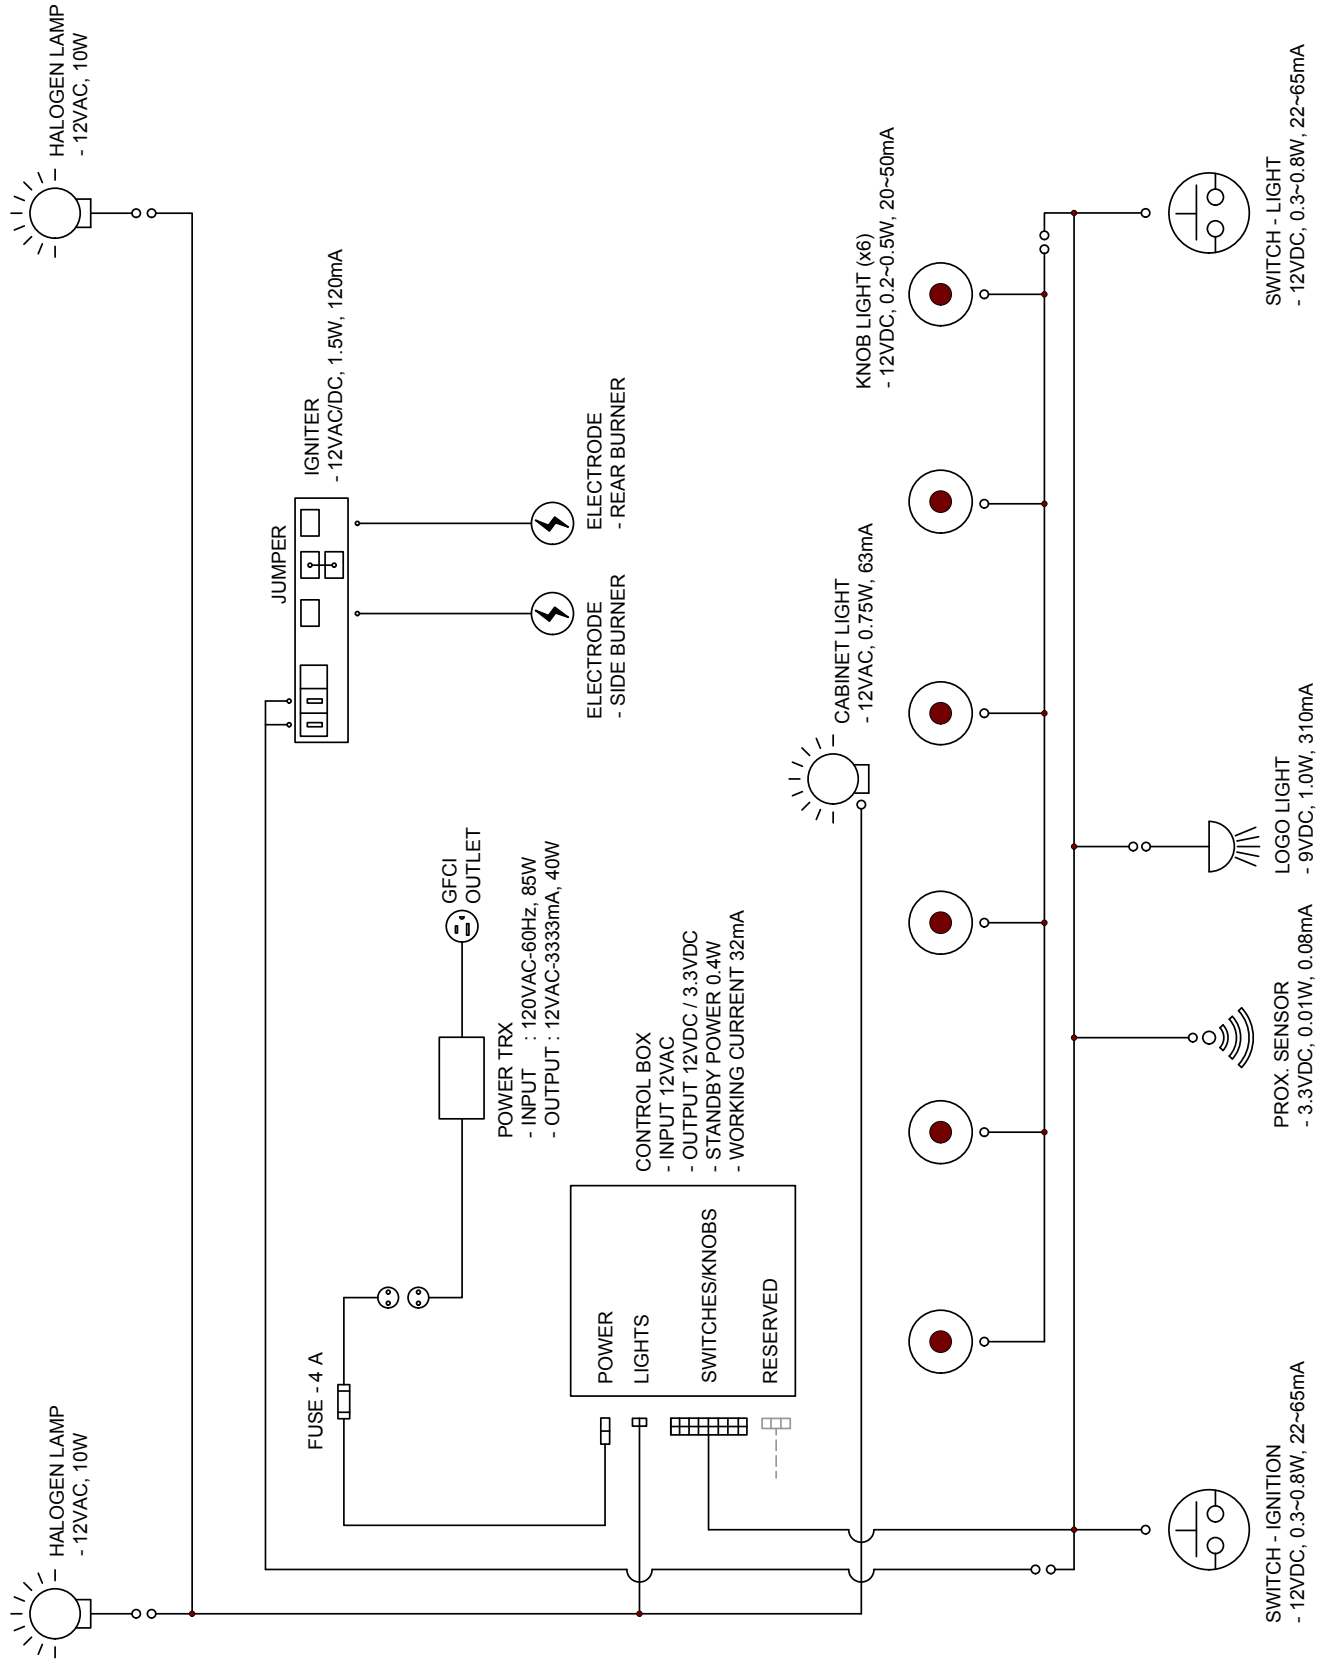 HALOGEN LAMP
- 12VAC, 10W
HALOGEN LAMP
- 12VAC, 10W
FUSE - 4 A
JUMPER
IGNITER
- 12VAC/DC, 1.5W, 120mA
GFCI
OUTLET
POWER TRX
- INPUT : 120VAC-60Hz, 85W
- OUTPUT : 12VAC-3333mA, 40W
ELECTRODE
- SIDE BURNER
ELECTRODE
- REAR BURNER
POWER
LIGHTS
SWITCHES/KNOBS
RESERVED
CONTROL BOX
- INPUT 12VAC
- OUTPUT 12VDC / 3.3VDC
- STANDBY POWER 0.4W
- WORKING CURRENT 32mA
CABINET LIGHT
- 12VAC, 0.75W, 63mA
KNOB LIGHT (x6)
- 12VDC, 0.2~0.5W, 20~50mA
SWITCH - IGNITION
- 12VDC, 0.3~0.8W, 22~65mA
PROX. SENSOR
- 3.3VDC, 0.01W, 0.08mA
LOGO LIGHT
- 9VDC, 1.0W, 310mA
SWITCH - LIGHT
- 12VDC, 0.3~0.8W, 22~65mA